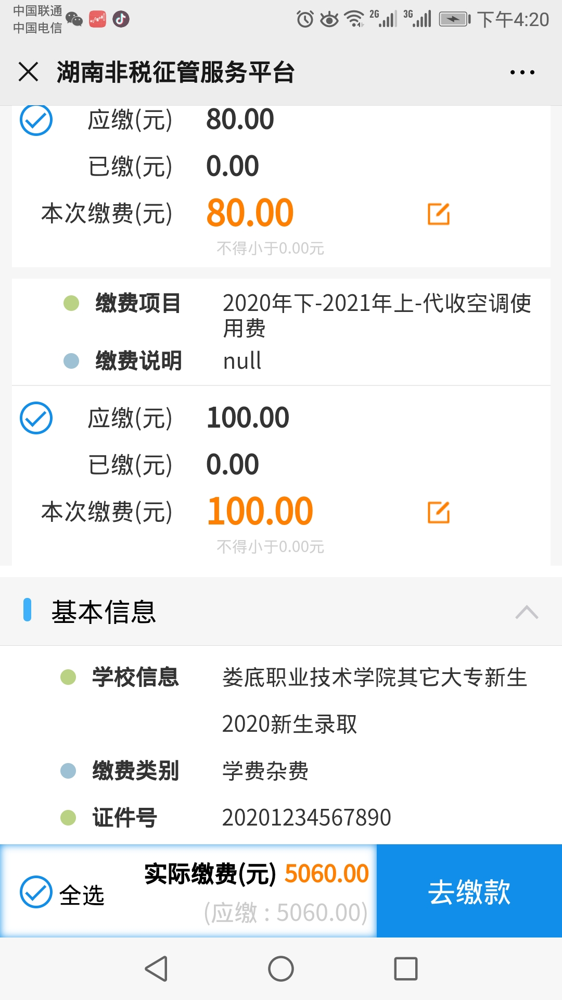 中国联通
中国电信
2G
3G
下午4:20
湖南非税征管服务平台
应缴(元) 80.00
已缴(元) 0.00
本次缴费(元) 80.00
不得小于0.00元
缴费项目 2020年下-2021年上-代收空调使
用费
缴费说明 null
应缴(元) 100.00
已缴(元) 0.00
本次缴费(元) 100.00
不得小于0.00元
基本信息
学校信息 娄底职业技术学院其它大专新生
2020新生录取
缴费类别 学费杂费
证件号 20201234567890
全选
实际缴费(元) 5060.00
(应缴：5060.00)
去缴款